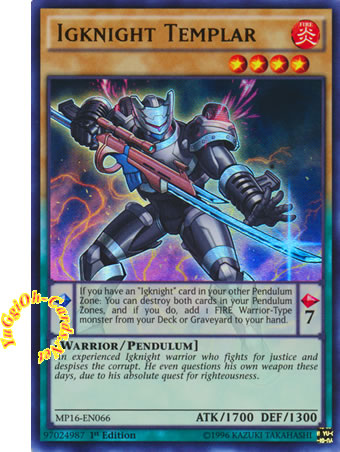 IGKNIGHT TEMPLAR
FIRE
炎
If you have an "Igknight" card in your other Pendulum
Zone: You can destroy both cards in your Pendulum
Zones, and if you do, add 1 FIRE Warrior-Type
monster from your Deck or Graveyard to your hand.
7
[WARRIOR/PENDULUM]
An experienced Igknight warrior who fights for justice and
despises the corrupt. He even questions his own weapon these
days, due to his absolute quest for righteousness.
MP16-EN066
ATK/1700 DEF/1300
97024987 1st Edition
©1996 KAZUKI TAKAHASHI